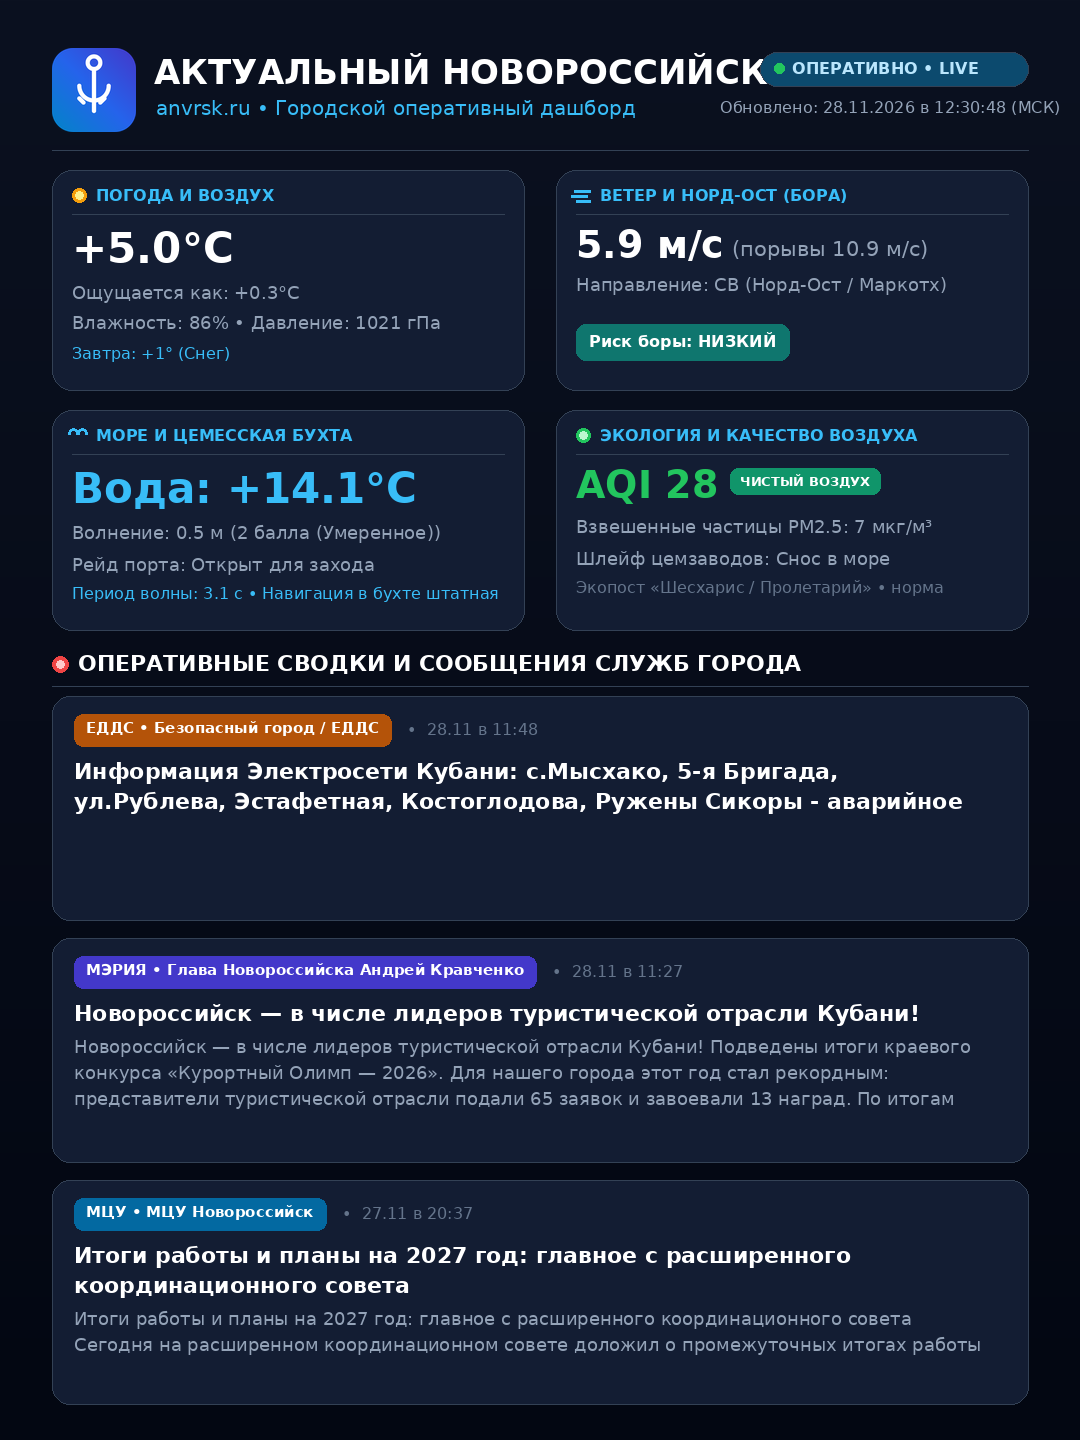 АКТУАЛЬНЫЙ НОВОРОССИЙСК
ОПЕРАТИВНО • LIVE
anvrsk.ru • Городской оперативный дашборд
Обновлено: 28.11.2026 в 12:30:48 (МСК)
ПОГОДА И ВОЗДУХ
+5.0°C
Ощущается как: +0.3°C
Влажность: 86% • Давление: 1021 гПа
Завтра: +1° (Снег)
ВЕТЕР И НОРД-ОСТ (БОРА)
5.9 м/с (порывы 10.9 м/с)
Направление: СВ (Норд-Ост / Маркотх)
Риск боры: НИЗКИЙ
МОРЕ И ЦЕМЕССКАЯ БУХТА
Вода: +14.1°C
Волнение: 0.5 м (2 балла (Умеренное))
Рейд порта: Открыт для захода
Период волны: 3.1 с • Навигация в бухте штатная
ЭКОЛОГИЯ И КАЧЕСТВО ВОЗДУХА
AQI 28 ЧИСТЫЙ ВОЗДУХ
Взвешенные частицы PM2.5: 7 мкг/м³
Шлейф цемзаводов: Снос в море
Экопост «Шесхарис / Пролетарий» • норма
ОПЕРАТИВНЫЕ СВОДКИ И СООБЩЕНИЯ СЛУЖБ ГОРОДА
ЕДДС • Безопасный город / ЕДДС • 28.11 в 11:48
Информация Электросети Кубани: с.Мысхако, 5-я Бригада,
ул.Рублева, Эстафетная, Костоглодова, Ружены Сикоры - аварийное
МЭРИЯ • Глава Новороссийска Андрей Кравченко • 28.11 в 11:27
Новороссийск — в числе лидеров туристической отрасли Кубани!
Новороссийск — в числе лидеров туристической отрасли Кубани! Подведены итоги краевого
конкурса «Курортный Олимп — 2026». Для нашего города этот год стал рекордным:
представители туристической отрасли подали 65 заявок и завоевали 13 наград. По итогам
МЦУ • МЦУ Новороссийск • 27.11 в 20:37
Итоги работы и планы на 2027 год: главное с расширенного
координационного совета
Итоги работы и планы на 2027 год: главное с расширенного координационного совета
Сегодня на расширенном координационном совете доложил о промежуточных итогах работы